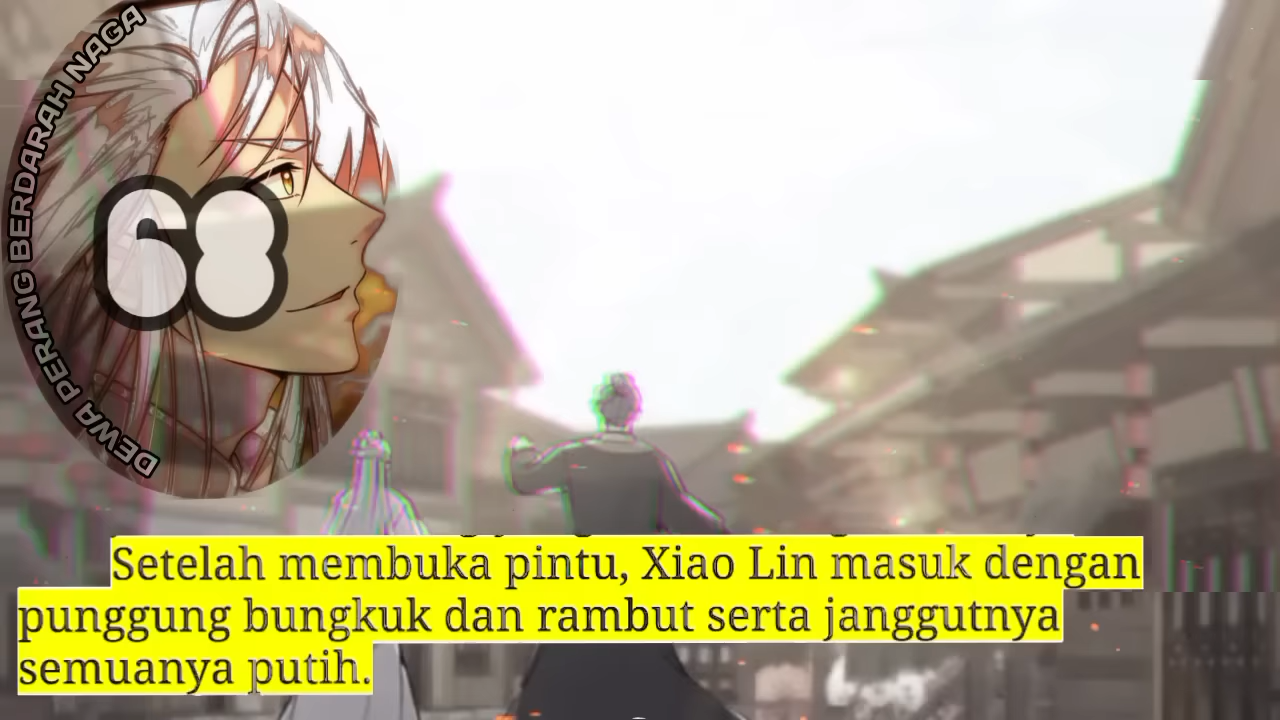 DEWA PERANG BERDARAH NAGA
68
Setelah membuka pintu, Xiao Lin masuk dengan
punggung bungkuk dan rambut serta janggutnya
semuanya putih.